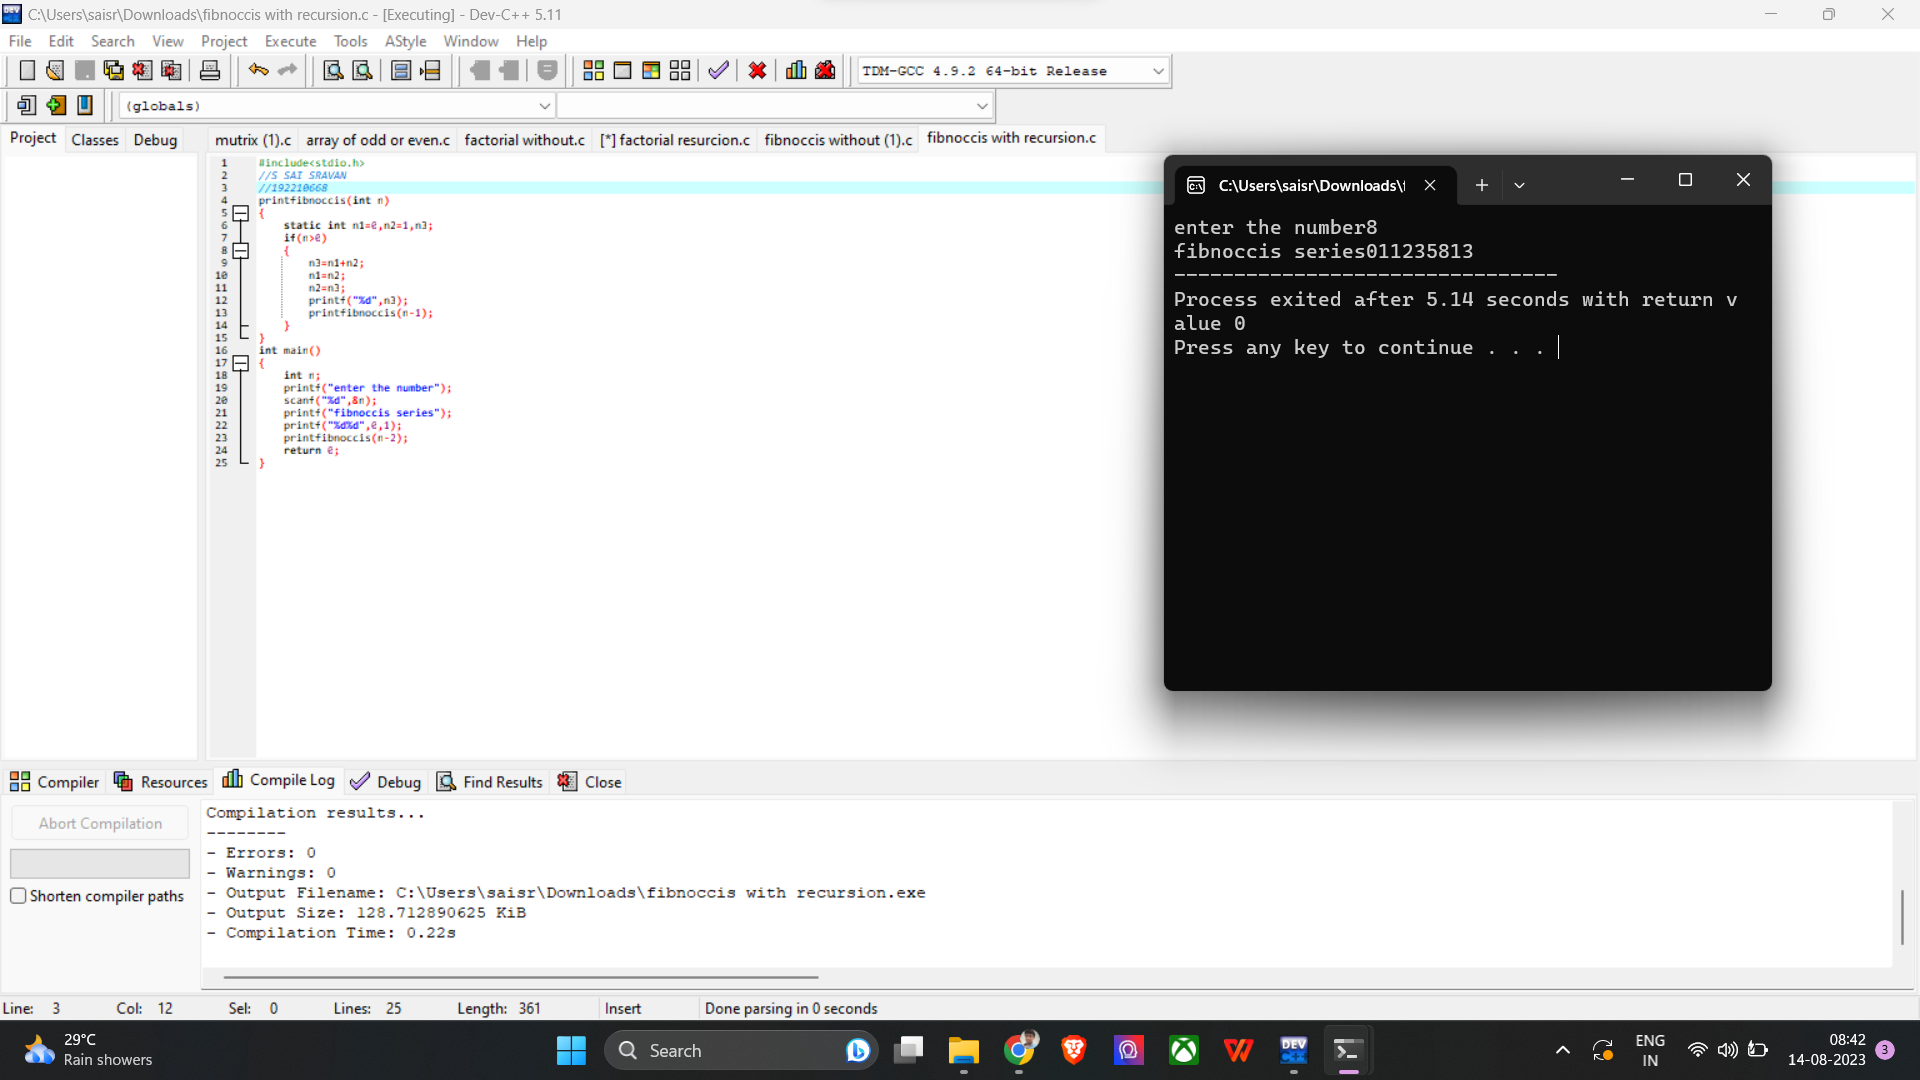 C:\Users\saisr\Downloads\fibnoccis with recursion.c - [Executing] - Dev-C++ 5.11
File Edit Search View Project Execute Tools AStyle Window Help
TDM-GCC 4.9.2 64-bit Release
(globals)
Project Classes Debug
mutrix (1).c array of odd or even.c factorial without.c [*] factorial resurcion.c fibnoccis without (1).c fibnoccis with recursion.c
1 #include<stdio.h>
2 //S SAI SRAVAN
3 //192210668
4 printfibnoccis(int n)
5 {
6 static int n1=0,n2=1,n3;
7 if(n>0)
8 {
9 n3=n1+n2;
10 n1=n2;
11 n2=n3;
12 printf("%d",n3);
13 printfibnoccis(n-1);
14 }
15 }
16 int main()
17 {
18 int n;
19 printf("enter the number");
20 scanf("%d",&n);
21 printf("fibnoccis series");
22 printf("%d%d",0,1);
23 printfibnoccis(n-2);
24 return 0;
25 }
C:\Users\saisr\Downloads\f
enter the number8
fibnoccis series011235813
--------------------------------
Process exited after 5.14 seconds with return v
alue 0
Press any key to continue . . .
Compiler Resources Compile Log Debug Find Results Close
Abort Compilation
Shorten compiler paths
Compilation results...
--------
- Errors: 0
- Warnings: 0
- Output Filename: C:\Users\saisr\Downloads\fibnoccis with recursion.exe
- Output Size: 128.712890625 KiB
- Compilation Time: 0.22s
Line: 3 Col: 12 Sel: 0 Lines: 25 Length: 361 Insert Done parsing in 0 seconds
29°C
Rain showers
Search
DEV
ENG
IN
08:42
14-08-2023
3